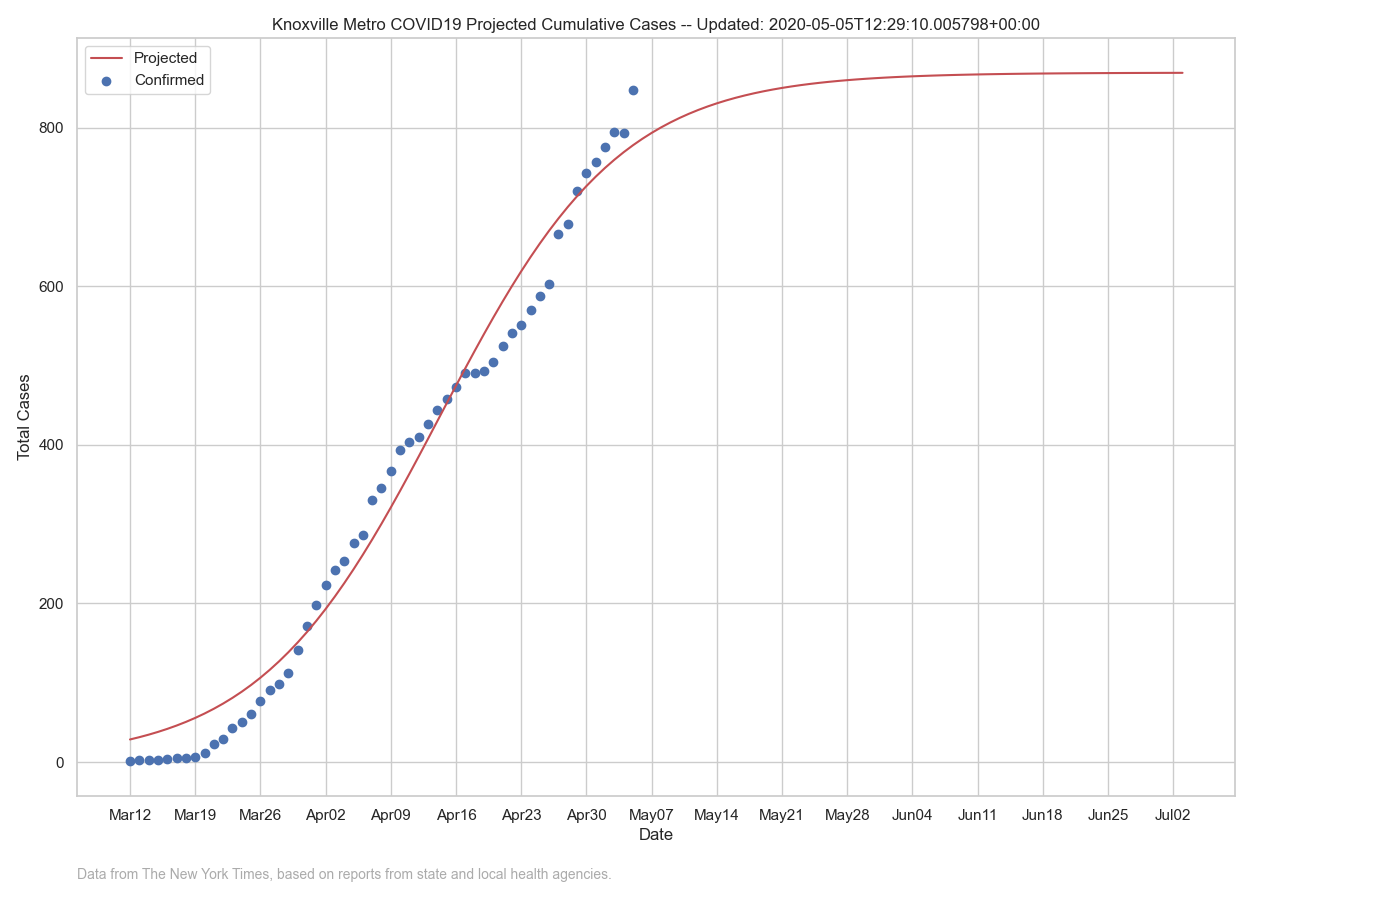 Knoxville Metro COVID19 Projected Cumulative Cases -- Updated: 2020-05-05T12:29:10.005798+00:00
Projected
Confirmed
800
600
400
200
0
Total Cases
Mar12 Mar19 Mar26 Apr02 Apr09 Apr16 Apr23 Apr30 May07 May14 May21 May28 Jun04 Jun11 Jun18 Jun25 Jul02
Date
Data from The New York Times, based on reports from state and local health agencies.